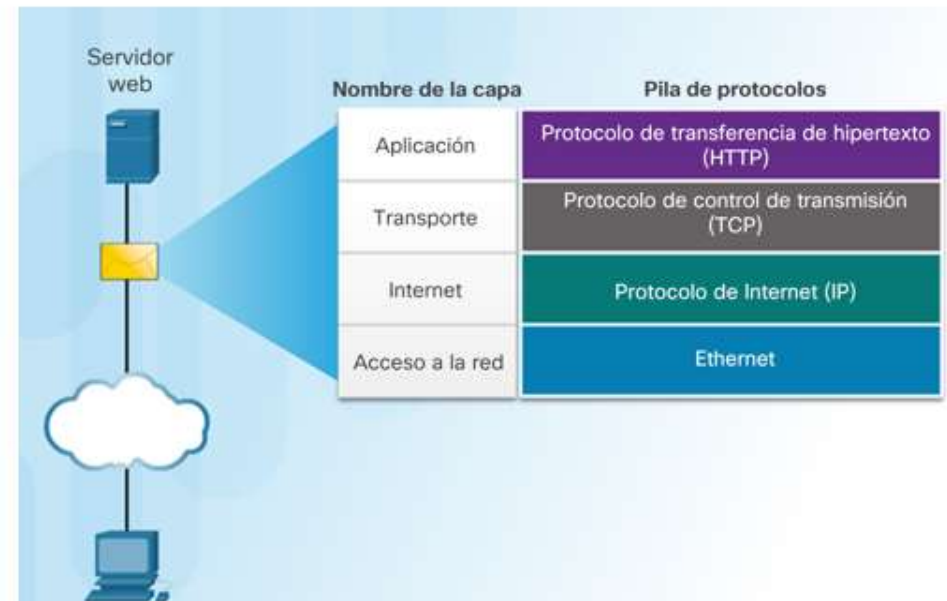 Servidor
web
Nombre de la capa
Pila de protocolos
Aplicación
Protocolo de transferencia de hipertexto
(HTTP)
Transporte
Protocolo de control de transmisión
(TCP)
Internet
Protocolo de Internet (IP)
Acceso a la red
Ethernet